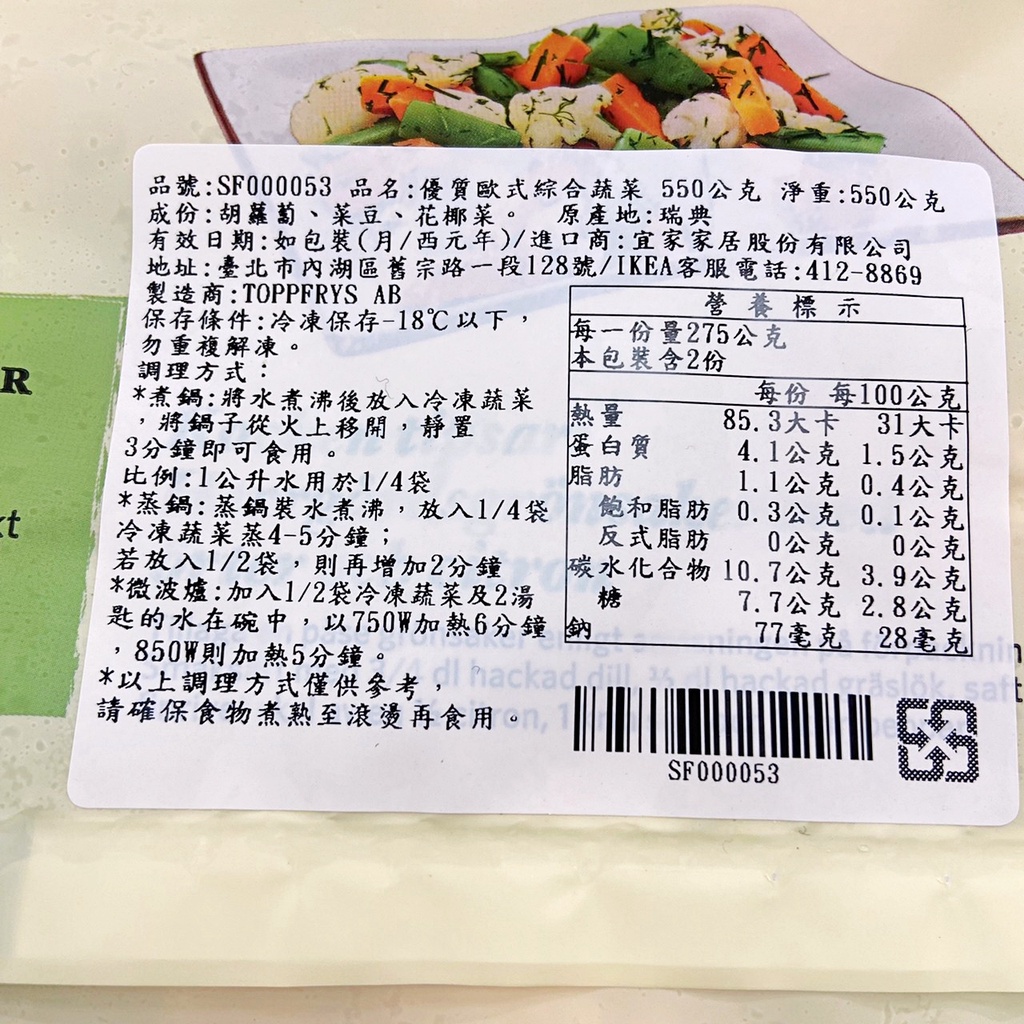 品號:SF000053 品名:優質歐式綜合蔬菜 550公克 淨重:550公克
成份:胡蘿蔔、菜豆、花椰菜。 原產地:瑞典
有效日期:如包裝(月/西元年)/進口商:宜家家居股份有限公司
地址:臺北市內湖區舊宗路一段128號/IKEA客服電話:412-8869
製造商:TOPPFRYS AB
保存條件:冷凍保存-18℃以下,
勿重複解凍。
調理方式:
*煮鍋:將水煮沸後放入冷凍蔬菜
,將鍋子從火上移開,靜置
3分鐘即可食用。
比例:1公升水用於1/4袋
*蒸鍋:蒸鍋裝水煮沸,放入1/4袋
冷凍蔬菜蒸4-5分鐘;
若放入1/2袋,則再增加2分鐘
*微波爐:加入1/2袋冷凍蔬菜及2湯
匙的水在碗中,以750W加熱6分鐘
,850W則加熱5分鐘。
*以上調理方式僅供參考,
請確保食物煮熟至滾燙再食用。
營養標示
每一份量275公克
本包裝含2份
每份 每100公克
熱量 85.3大卡 31大卡
蛋白質 4.1公克 1.5公克
脂肪 1.1公克 0.4公克
飽和脂肪 0.3公克 0.1公克
反式脂肪 0公克 0公克
碳水化合物 10.7公克 3.9公克
糖 7.7公克 2.8公克
鈉 77毫克 28毫克
SF000053
R